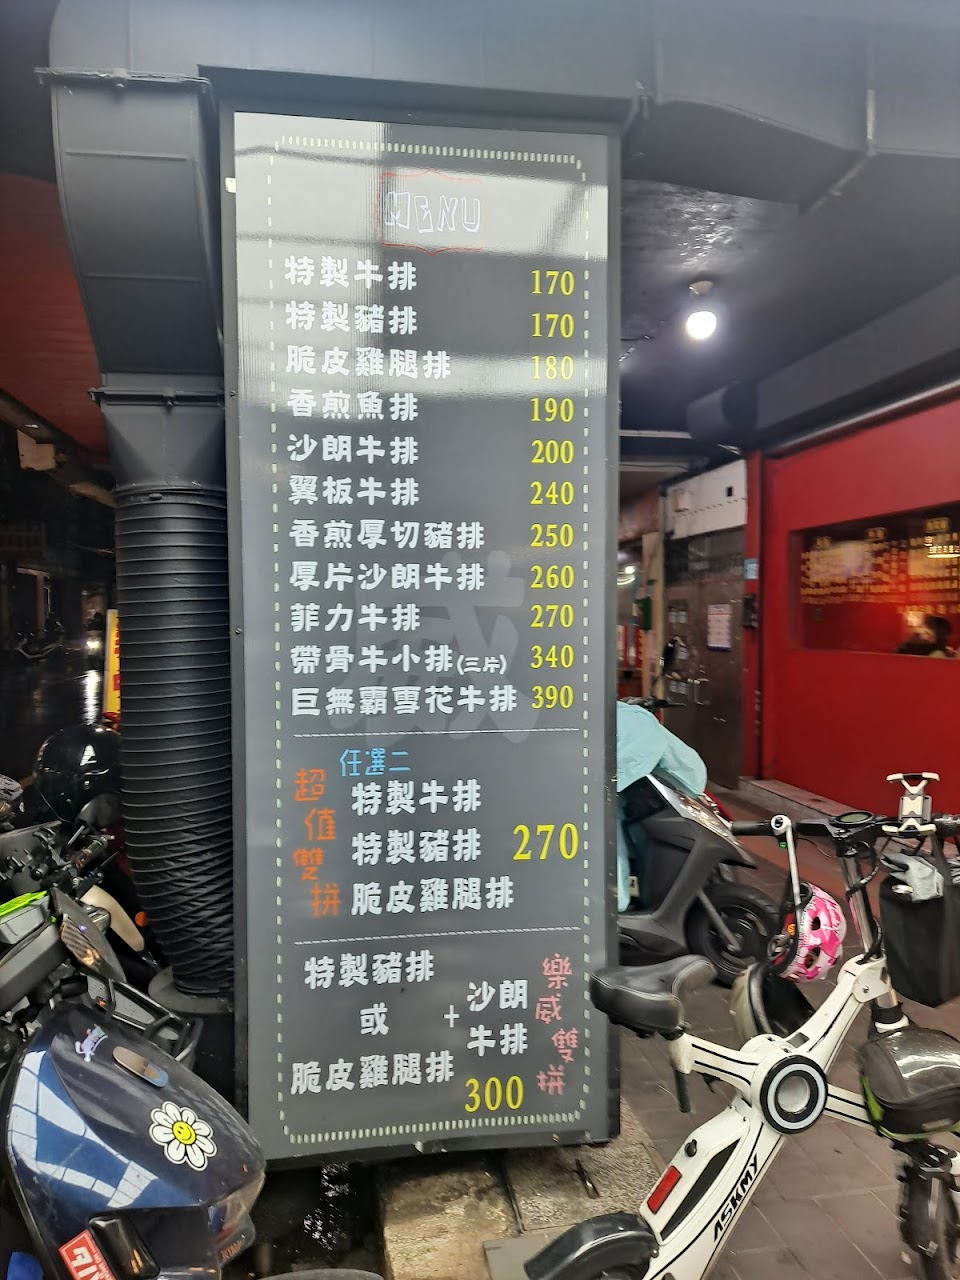 MENU
特製牛排 170
特製豬排 170
脆皮雞腿排 180
香煎魚排 190
沙朗牛排 200
翼板牛排 240
香煎厚切豬排 250
厚片沙朗牛排 260
菲力牛排 270
帶骨牛小排(三片) 340
巨無霸雪花牛排 390
威
超值雙拼
任選二
特製牛排
特製豬排 270
脆皮雞腿排
特製豬排
或
脆皮雞腿排
+
沙朗
牛排
300
樂威雙拼
ASKMY